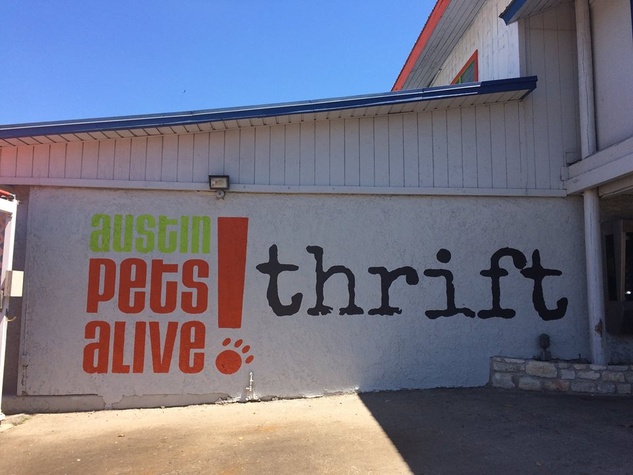 austin
pets
alive! thrift